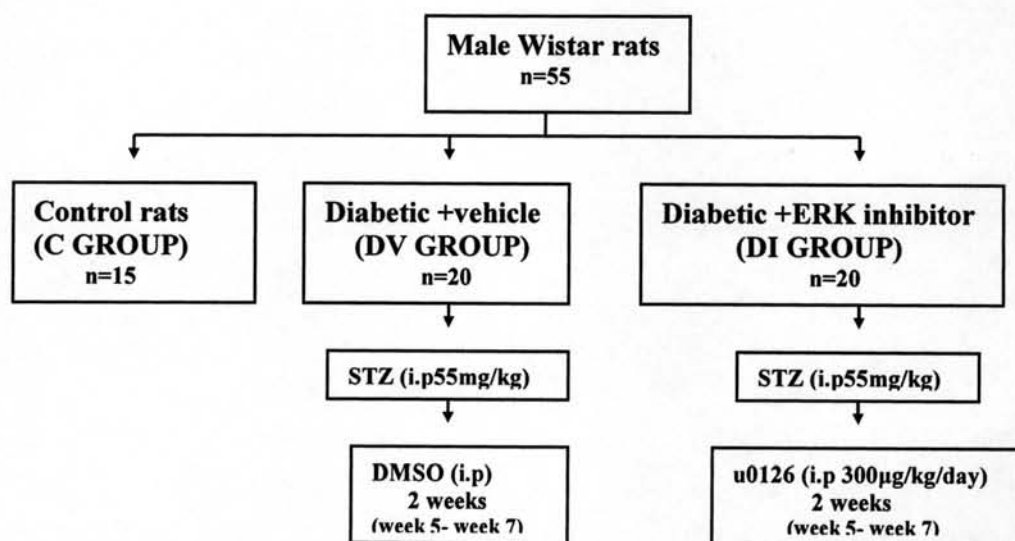 Male Wistar rats
n=55
Control rats
(C GROUP)
n=15
Diabetic +vehicle
(DV GROUP)
n=20
Diabetic +ERK inhibitor
(DI GROUP)
n=20
STZ (i.p55mg/kg)
STZ (i.p55mg/kg)
DMSO (i.p)
2 weeks
(week 5- week 7)
u0126 (i.p 300µg/kg/day)
2 weeks
(week 5- week 7)